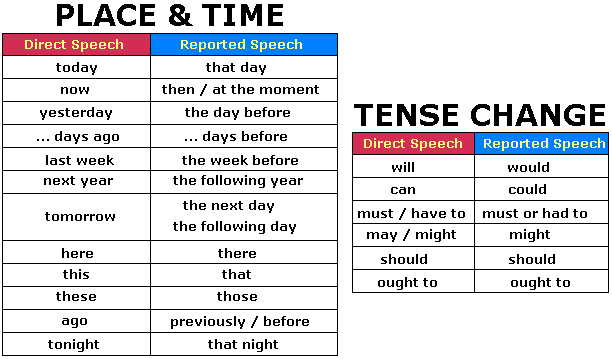 PLACE & TIME
Direct Speech Reported Speech
today that day
now then / at the moment
yesterday the day before
... days ago ... days before
last week the week before
next year the following year
tomorrow the next day
the following day
here there
this that
these those
ago previously / before
tonight that night
TENSE CHANGE
Direct Speech Reported Speech
will would
can could
must / have to must or had to
may / might might
should should
ought to ought to